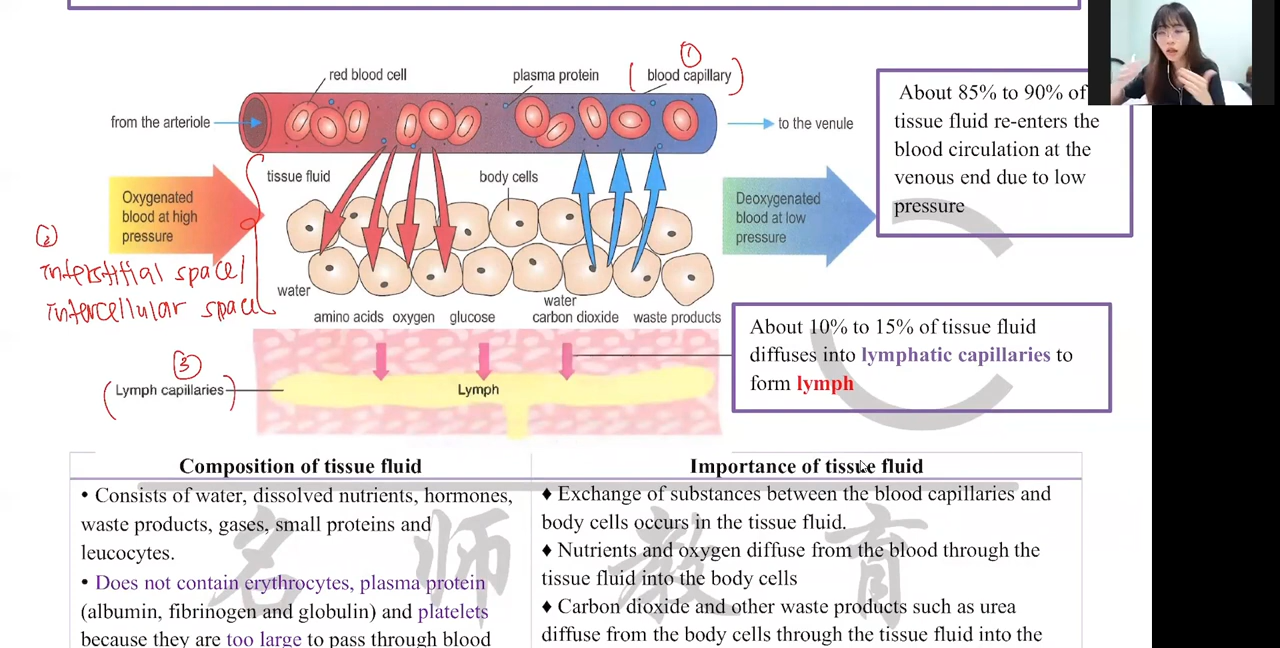 ①
red blood cell
plasma protein
( blood capillary )
from the arteriole
to the venule
About 85% to 90% of
tissue fluid re-enters the
blood circulation at the
venous end due to low
pressure
tissue fluid
body cells
Oxygenated
blood at high
pressure
Deoxygenated
blood at low
pressure
②
interstitial space/
intercellular space
water
water
amino acids oxygen glucose carbon dioxide waste products
About 10% to 15% of tissue fluid
diffuses into lymphatic capillaries to
form lymph
③
( Lymph capillaries )
Lymph
Composition of tissue fluid
• Consists of water, dissolved nutrients, hormones,
waste products, gases, small proteins and
leucocytes.
• Does not contain erythrocytes, plasma protein
(albumin, fibrinogen and globulin) and platelets
because they are too large to pass through blood
Importance of tissue fluid
♦ Exchange of substances between the blood capillaries and
body cells occurs in the tissue fluid.
♦ Nutrients and oxygen diffuse from the blood through the
tissue fluid into the body cells
♦ Carbon dioxide and other waste products such as urea
diffuse from the body cells through the tissue fluid into the
名师教育